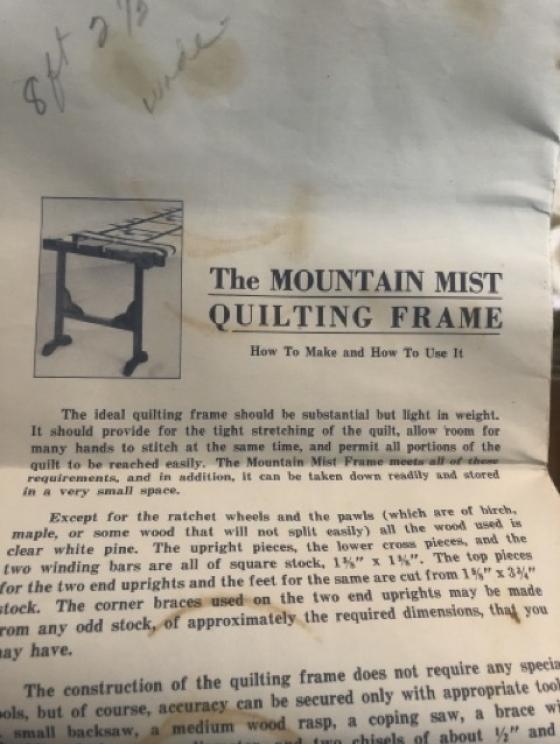 8ft 2½
wide
The MOUNTAIN MIST
QUILTING FRAME
How To Make and How To Use It
The ideal quilting frame should be substantial but light in weight.
It should provide for the tight stretching of the quilt, allow room for
many hands to stitch at the same time, and permit all portions of the
quilt to be reached easily. The Mountain Mist Frame meets all of these
requirements, and in addition, it can be taken down readily and stored
in a very small space.
Except for the ratchet wheels and the pawls (which are of birch,
maple, or some wood that will not split easily) all the wood used is
clear white pine. The upright pieces, the lower cross pieces, and the
two winding bars are all of square stock, 1⅝" x 1⅝". The top pieces
for the two end uprights and the feet for the same are cut from 1⅝" x 3¾"
stock. The corner braces used on the two end uprights may be made
rom any odd stock, of approximately the required dimensions, that you
may have.
The construction of the quilting frame does not require any specia
ools, but of course, accuracy can be secured only with appropriate tool
small backsaw, a medium wood rasp, a coping saw, a brace wi
and two chisels of about ½" and